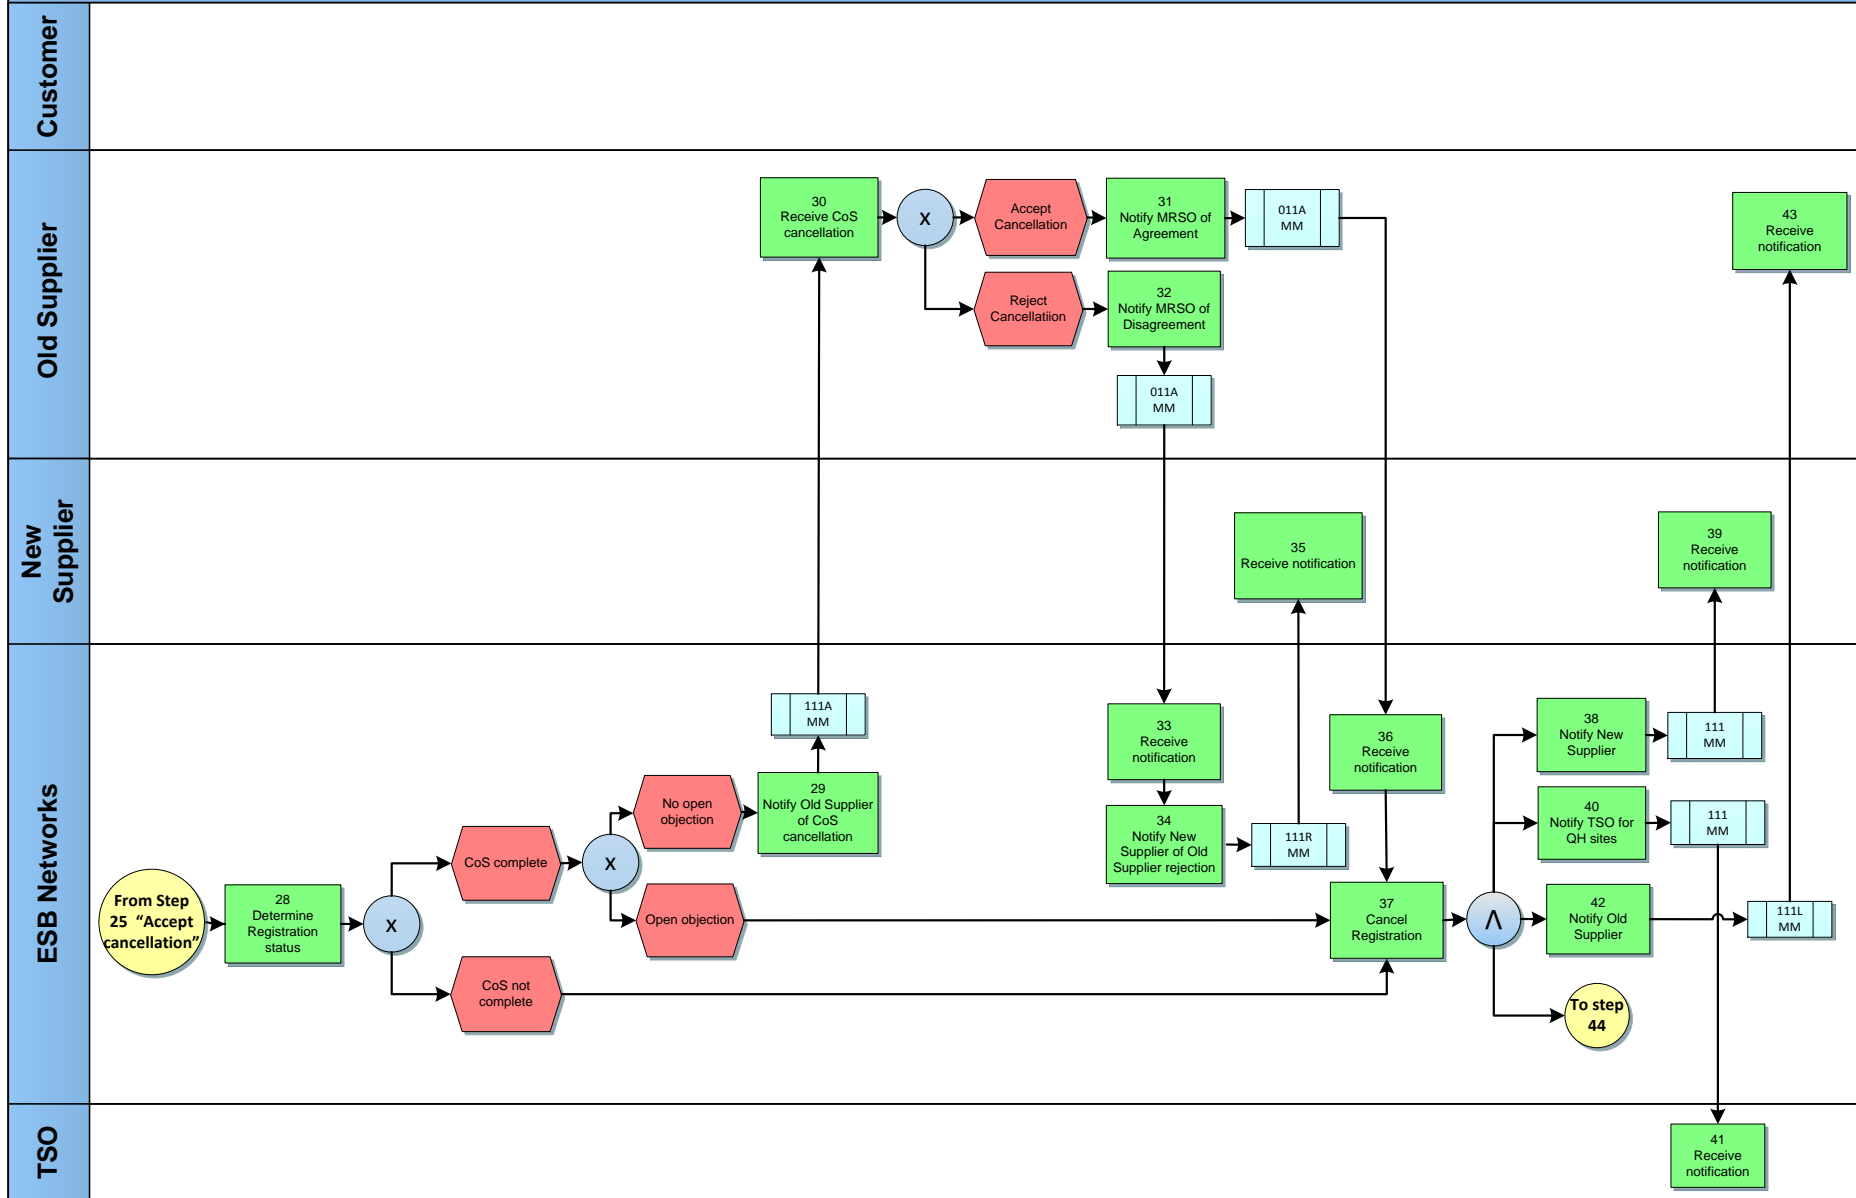 Customer
Old Supplier
30
Receive CoS
cancellation
X
Accept
Cancellation
31
Notify MRSO of
Agreement
011A
MM
Reject
Cancellatiion
32
Notify MRSO of
Disagreement
011A
MM
43
Receive
notification
New
Supplier
35
Receive notification
39
Receive
notification
ESB Networks
From Step
25 “Accept
cancellation”
28
Determine
Registration
status
X
CoS complete
CoS not
complete
X
No open
objection
Open objection
111A
MM
29
Notify Old Supplier
of CoS
cancellation
33
Receive
notification
34
Notify New
Supplier of Old
Supplier rejection
111R
MM
36
Receive
notification
37
Cancel
Registration
Λ
38
Notify New
Supplier
111
MM
40
Notify TSO for
QH sites
111
MM
42
Notify Old
Supplier
111L
MM
To step
44
TSO
41
Receive
notification